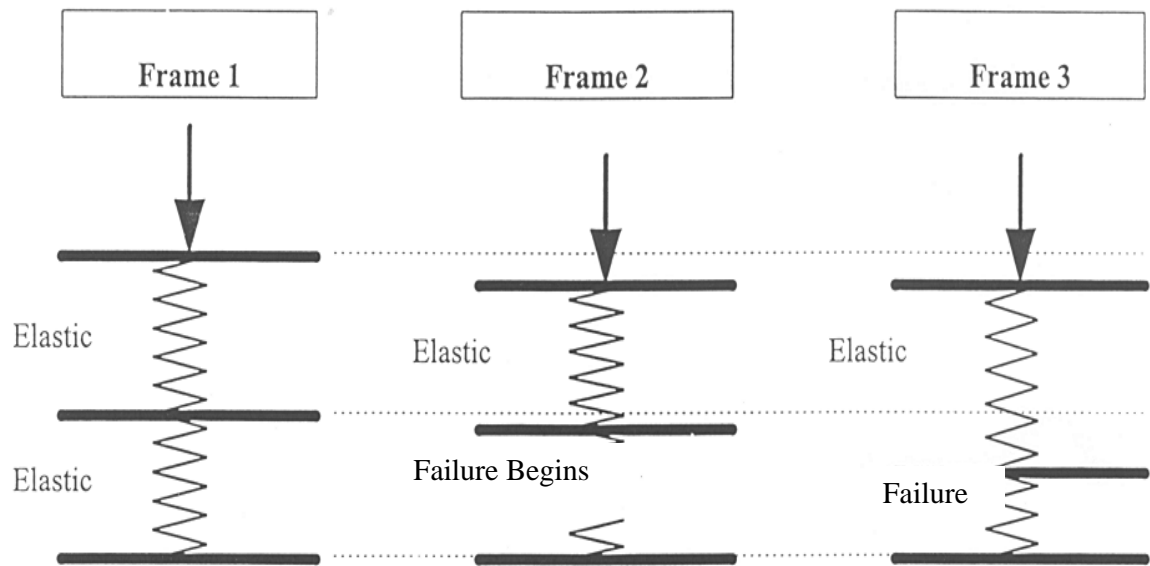 Frame 1
Frame 2
Frame 3
Elastic
Elastic
Elastic
Elastic
Failure Begins
Failure